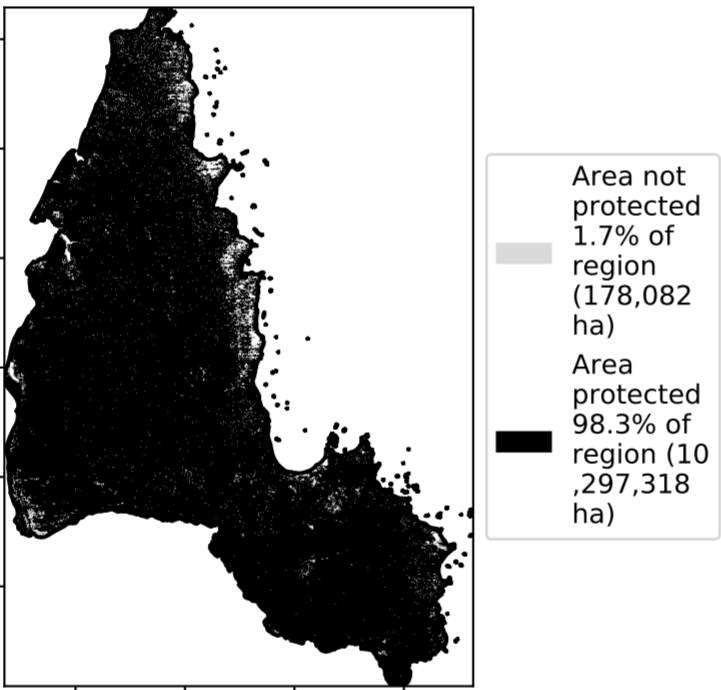 Area not
protected
1.7% of
region
(178,082
ha)
Area
protected
98.3% of
region (10
,297,318
ha)